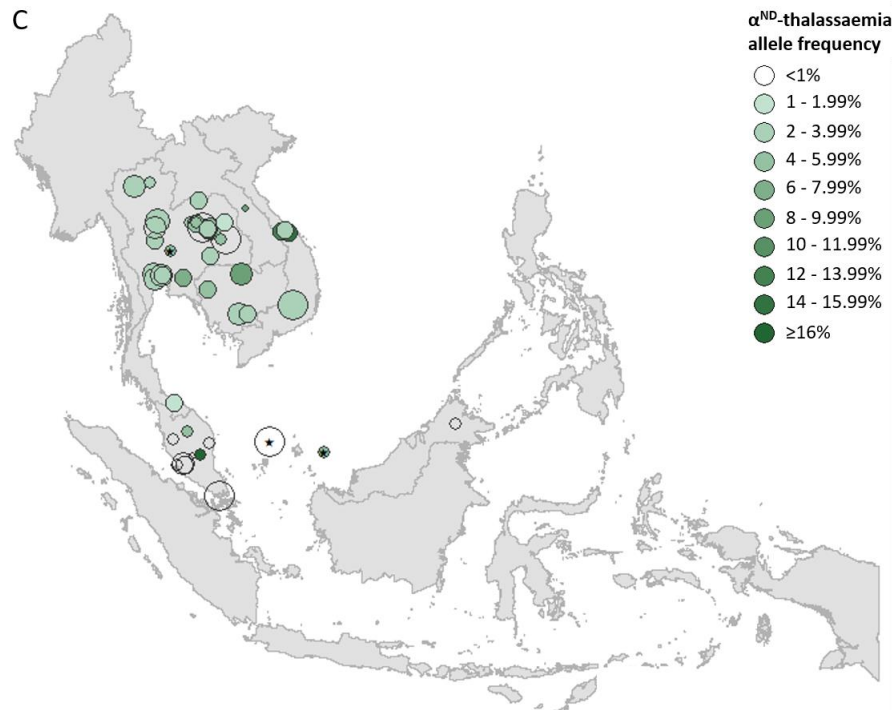 C
α^ND-thalassaemia
allele frequency
<1%
1 - 1.99%
2 - 3.99%
4 - 5.99%
6 - 7.99%
8 - 9.99%
10 - 11.99%
12 - 13.99%
14 - 15.99%
≥16%